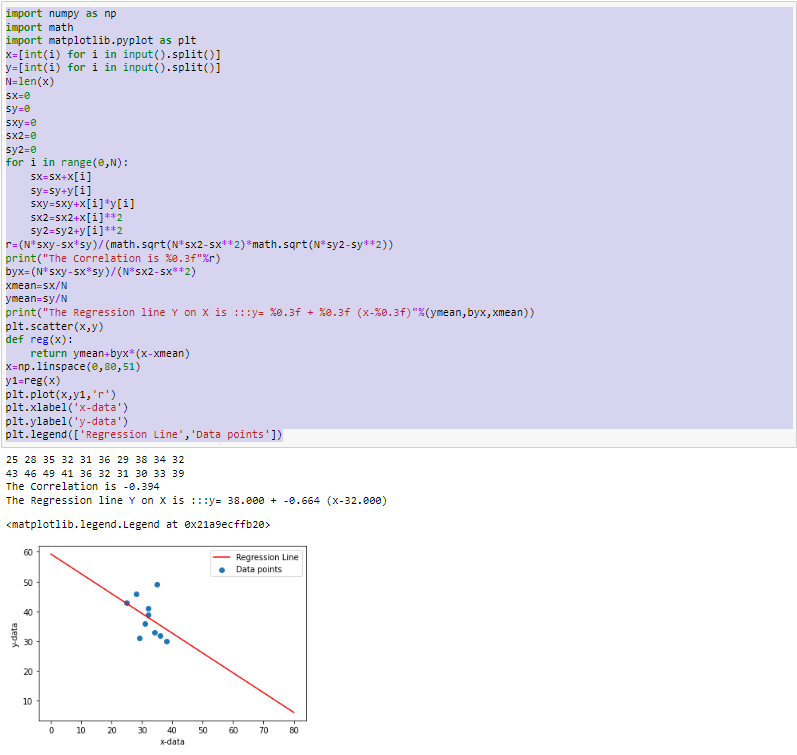 import numpy as np
import math
import matplotlib.pyplot as plt
x=[int(i) for i in input().split()]
y=[int(i) for i in input().split()]
N=len(x)
sx=0
sy=0
sxy=0
sx2=0
sy2=0
for i in range(0,N):
    sx=sx+x[i]
    sy=sy+y[i]
    sxy=sxy+x[i]*y[i]
    sx2=sx2+x[i]**2
    sy2=sy2+y[i]**2
r=(N*sxy-sx*sy)/(math.sqrt(N*sx2-sx**2)*math.sqrt(N*sy2-sy**2))
print("The Correlation is %0.3f"%r)
byx=(N*sxy-sx*sy)/(N*sx2-sx**2)
xmean=sx/N
ymean=sy/N
print("The Regression line Y on X is :::y= %0.3f + %0.3f (x-%0.3f)"%(ymean,byx,xmean))
plt.scatter(x,y)
def reg(x):
    return ymean+byx*(x-xmean)
x=np.linspace(0,80,51)
y1=reg(x)
plt.plot(x,y1,'r')
plt.xlabel('x-data')
plt.ylabel('y-data')
plt.legend(['Regression Line','Data points'])
25 28 35 32 31 36 29 38 34 32
43 46 49 41 36 32 31 30 33 39
The Correlation is -0.394
The Regression line Y on X is :::y= 38.000 + -0.664 (x-32.000)
<matplotlib.legend.Legend at 0x21a9ecffb20>
Regression Line
Data points
60
50
40
30
20
10
y-data
0 10 20 30 40 50 60 70 80
x-data